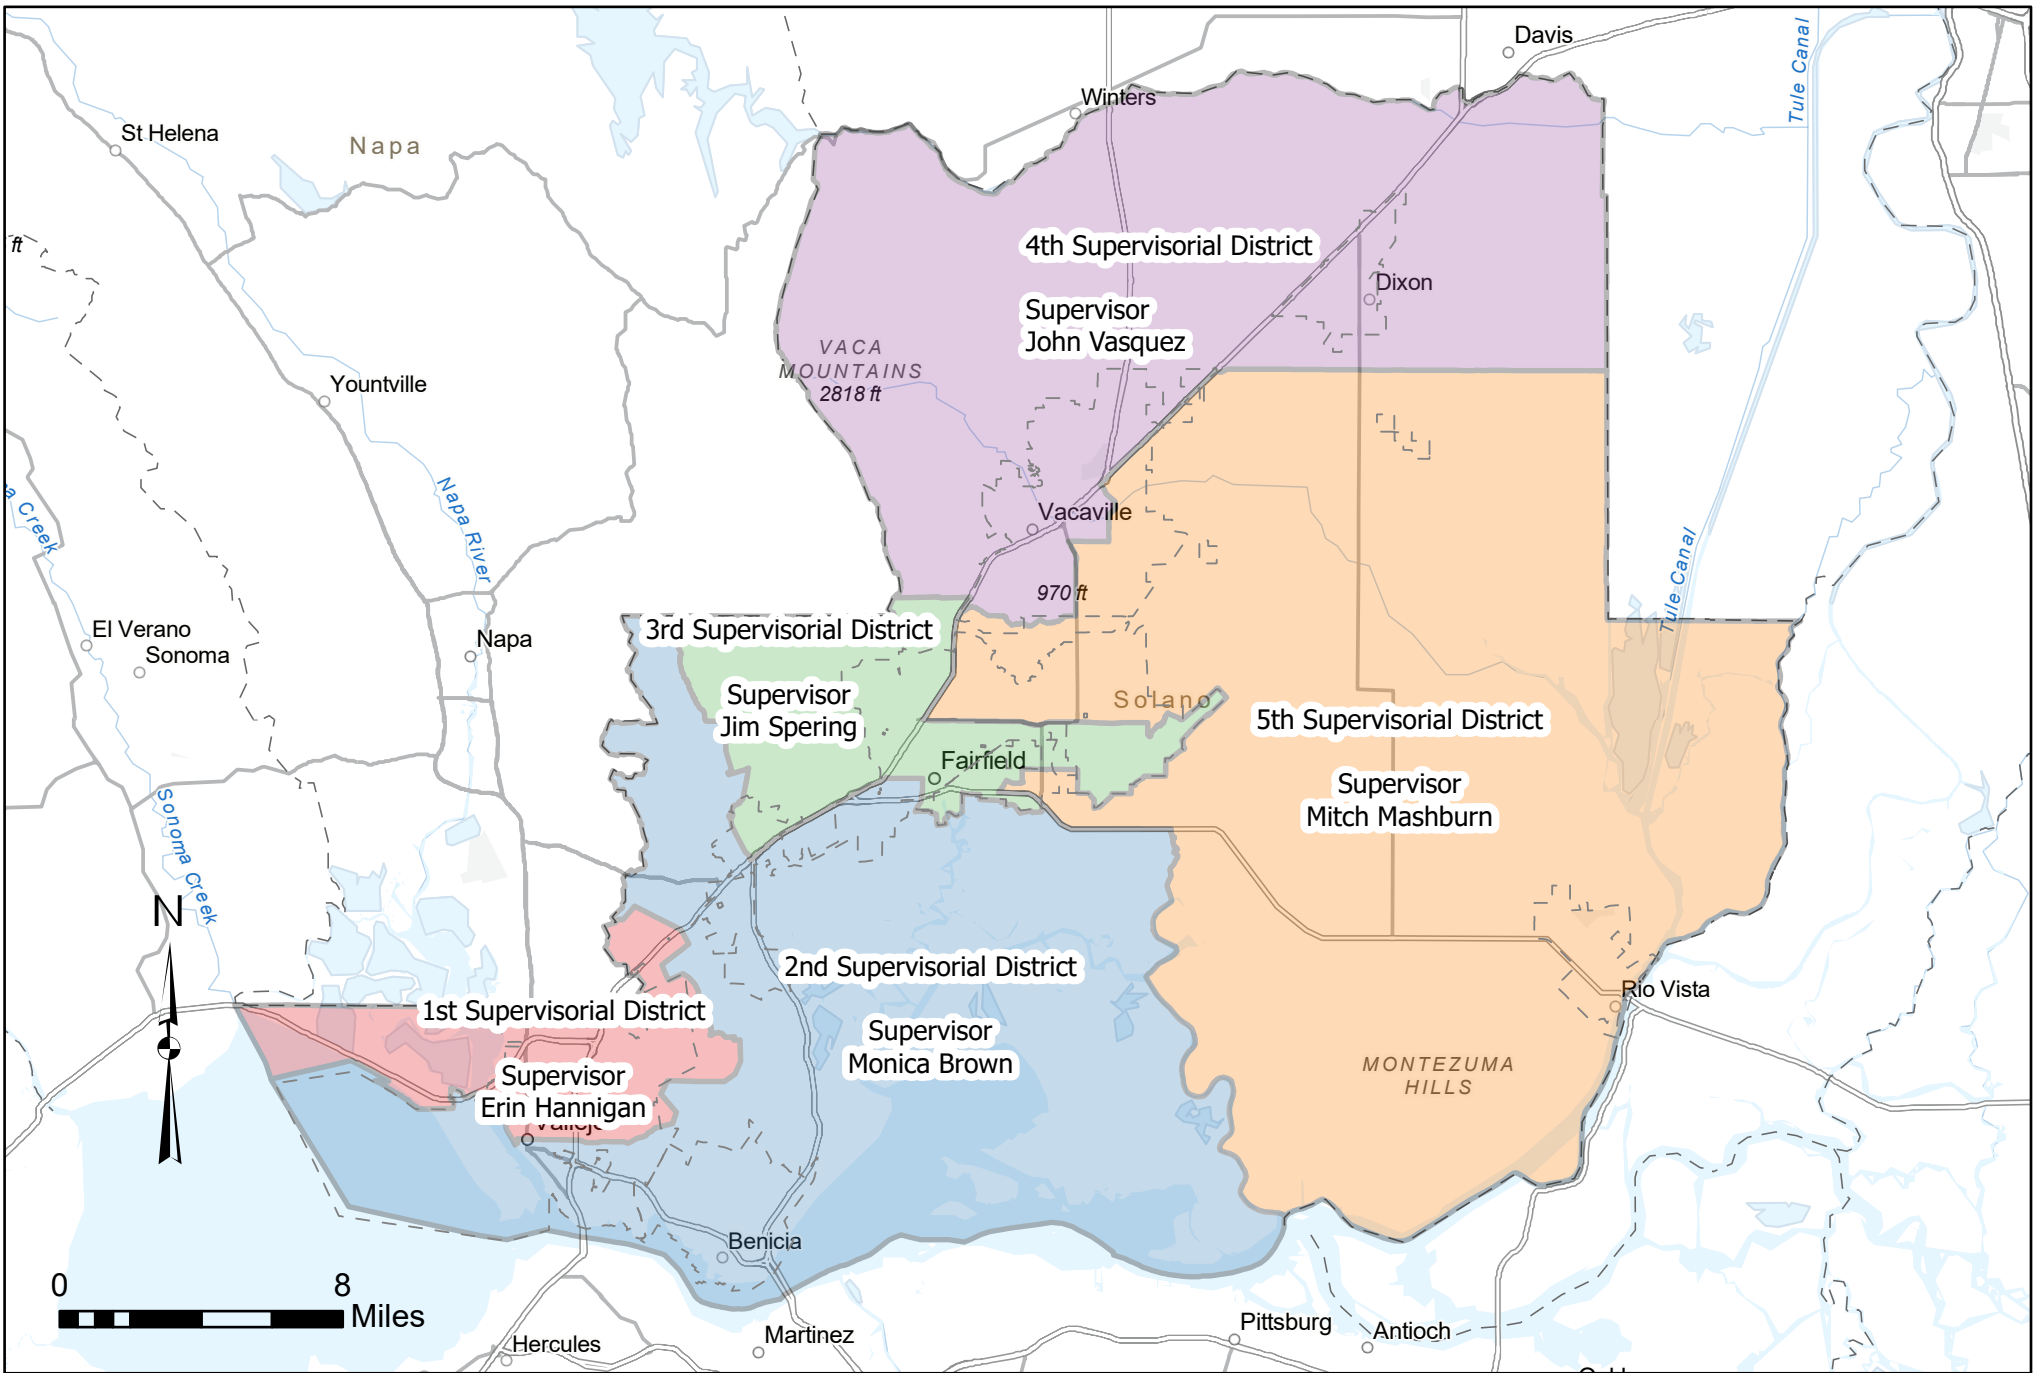 Davis
Tule Canal
Winters
St Helena
Napa
ft
4th Supervisorial District
Dixon
Supervisor
John Vasquez
VACA
MOUNTAINS
2818 ft
Yountville
Napa River
Creek
Vacaville
Tule Canal
970 ft
El Verano
Sonoma
3rd Supervisorial District
Napa
Supervisor
Jim Spering
Solano
5th Supervisorial District
Fairfield
Supervisor
Mitch Mashburn
Sonoma Creek
N
2nd Supervisorial District
Rio Vista
1st Supervisorial District
Supervisor
Monica Brown
MONTEZUMA
HILLS
Supervisor
Erin Hannigan
Vallejo
Benicia
0 8
Miles
Hercules
Martinez
Pittsburg
Antioch